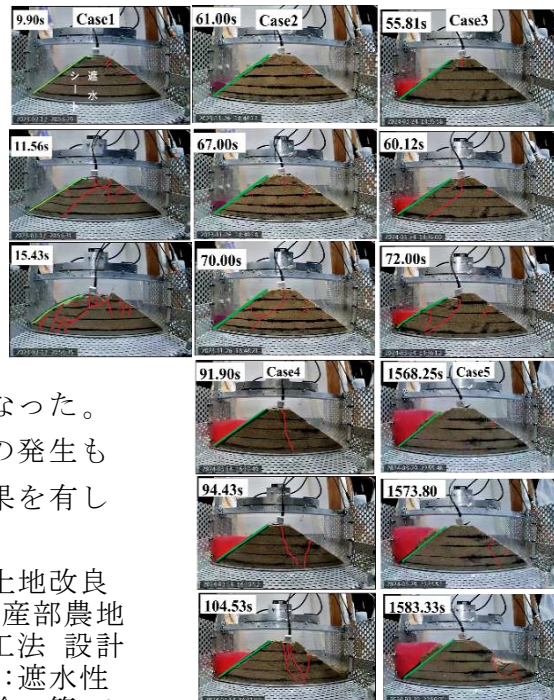 9.90s Case1
61.00s Case2
55.81s Case3
遮水
シート
11.56s
67.00s
60.12s
15.43s
70.00s
72.00s
91.90s Case4
1568.25s Case5
94.43s
1573.80
104.53s
1583.33s
なった。
の発生も
果を有し
土地改良
産部農地
工法 設計
:遮水性